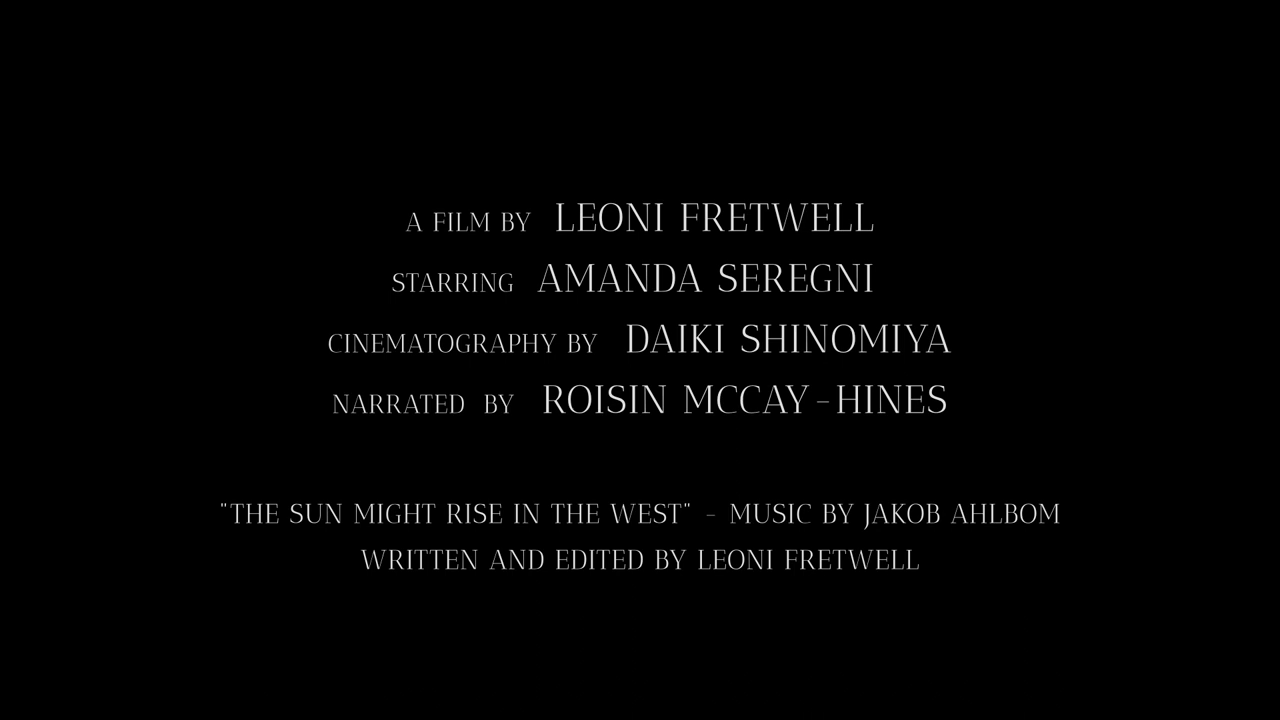 A FILM BY LEONI FRETWELL
STARRING AMANDA SEREGNI
CINEMATOGRAPHY BY DAIKI SHINOMIYA
NARRATED BY ROISIN MCCAY-HINES
"THE SUN MIGHT RISE IN THE WEST" - MUSIC BY JAKOB AHLBOM
WRITTEN AND EDITED BY LEONI FRETWELL